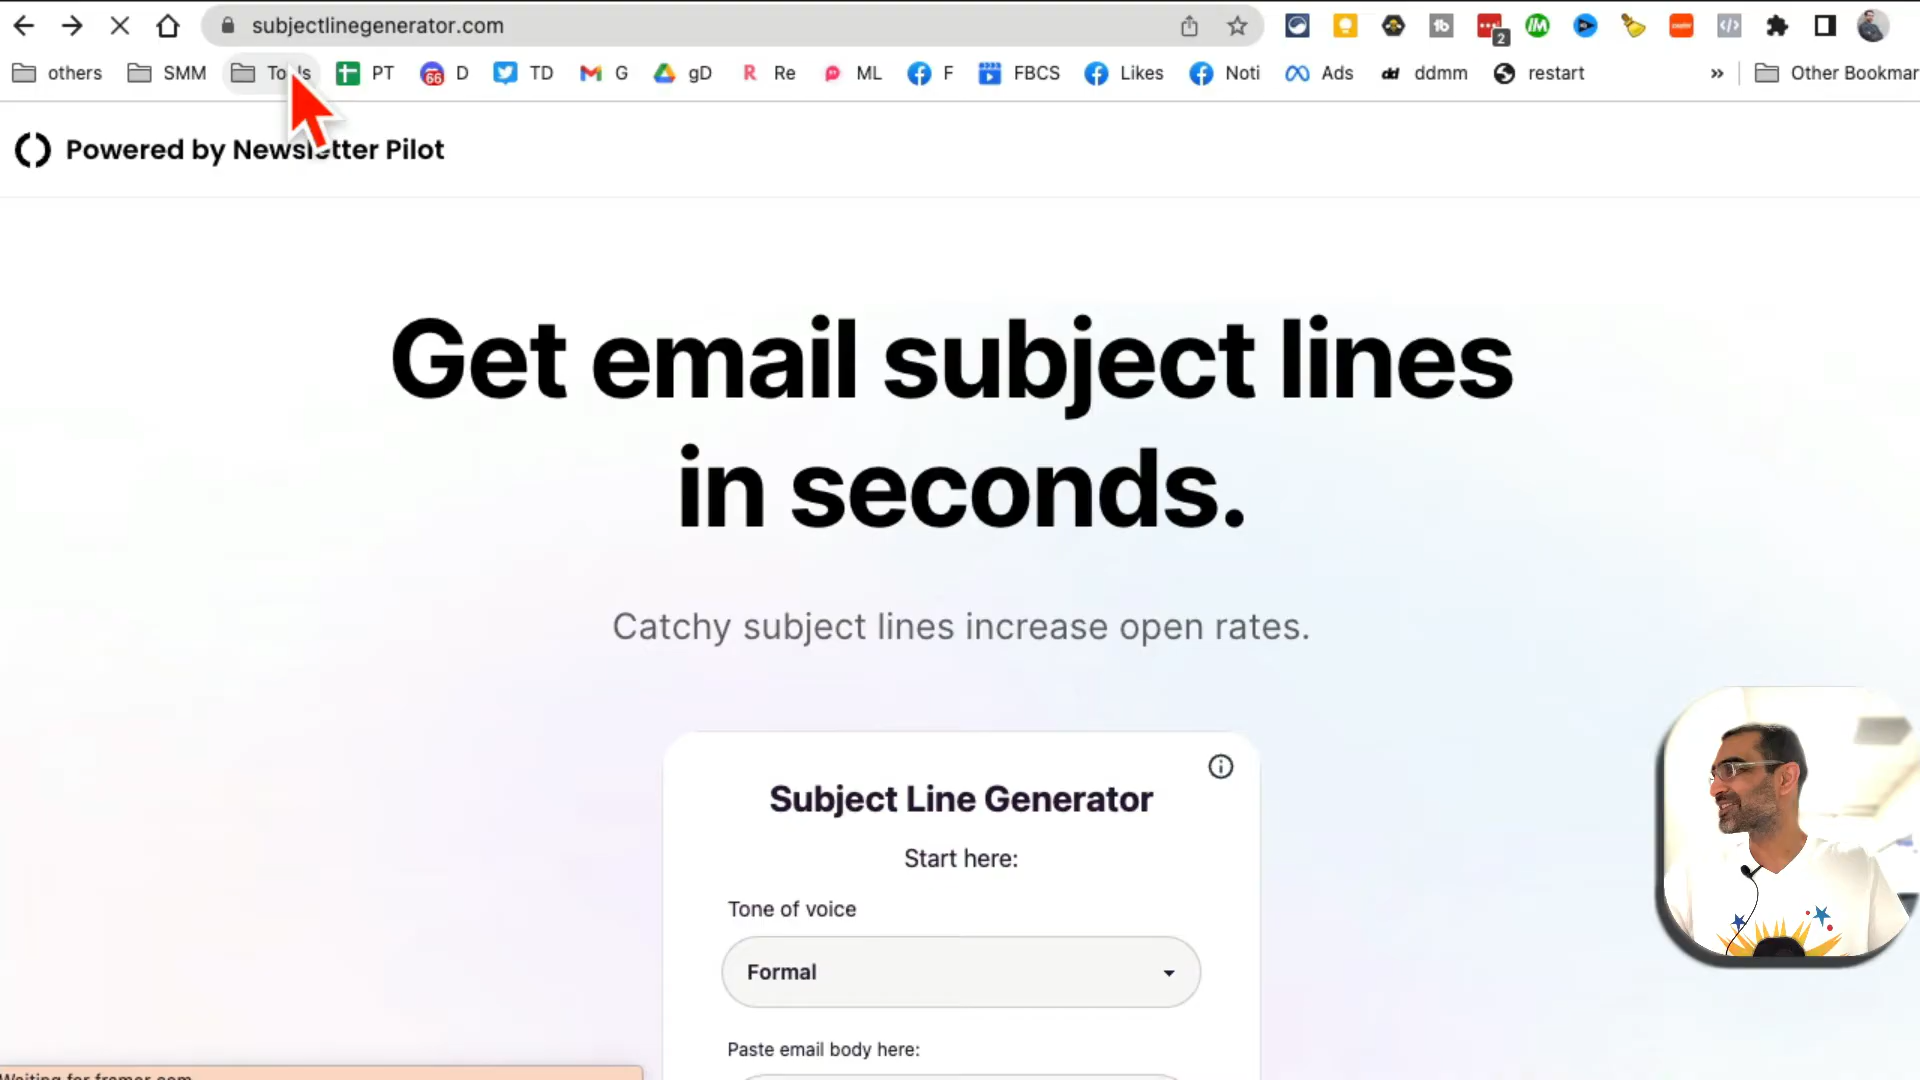 subjectlinegenerator.com
2
others SMM PT D TD G gD Re ML F FBCS Likes Noti Ads ddmm restart » Other Bookmar
Powered by Newsletter Pilot
Get email subject lines
in seconds.
Catchy subject lines increase open rates.
Subject Line Generator
Start here:
Tone of voice
Formal
Paste email body here: